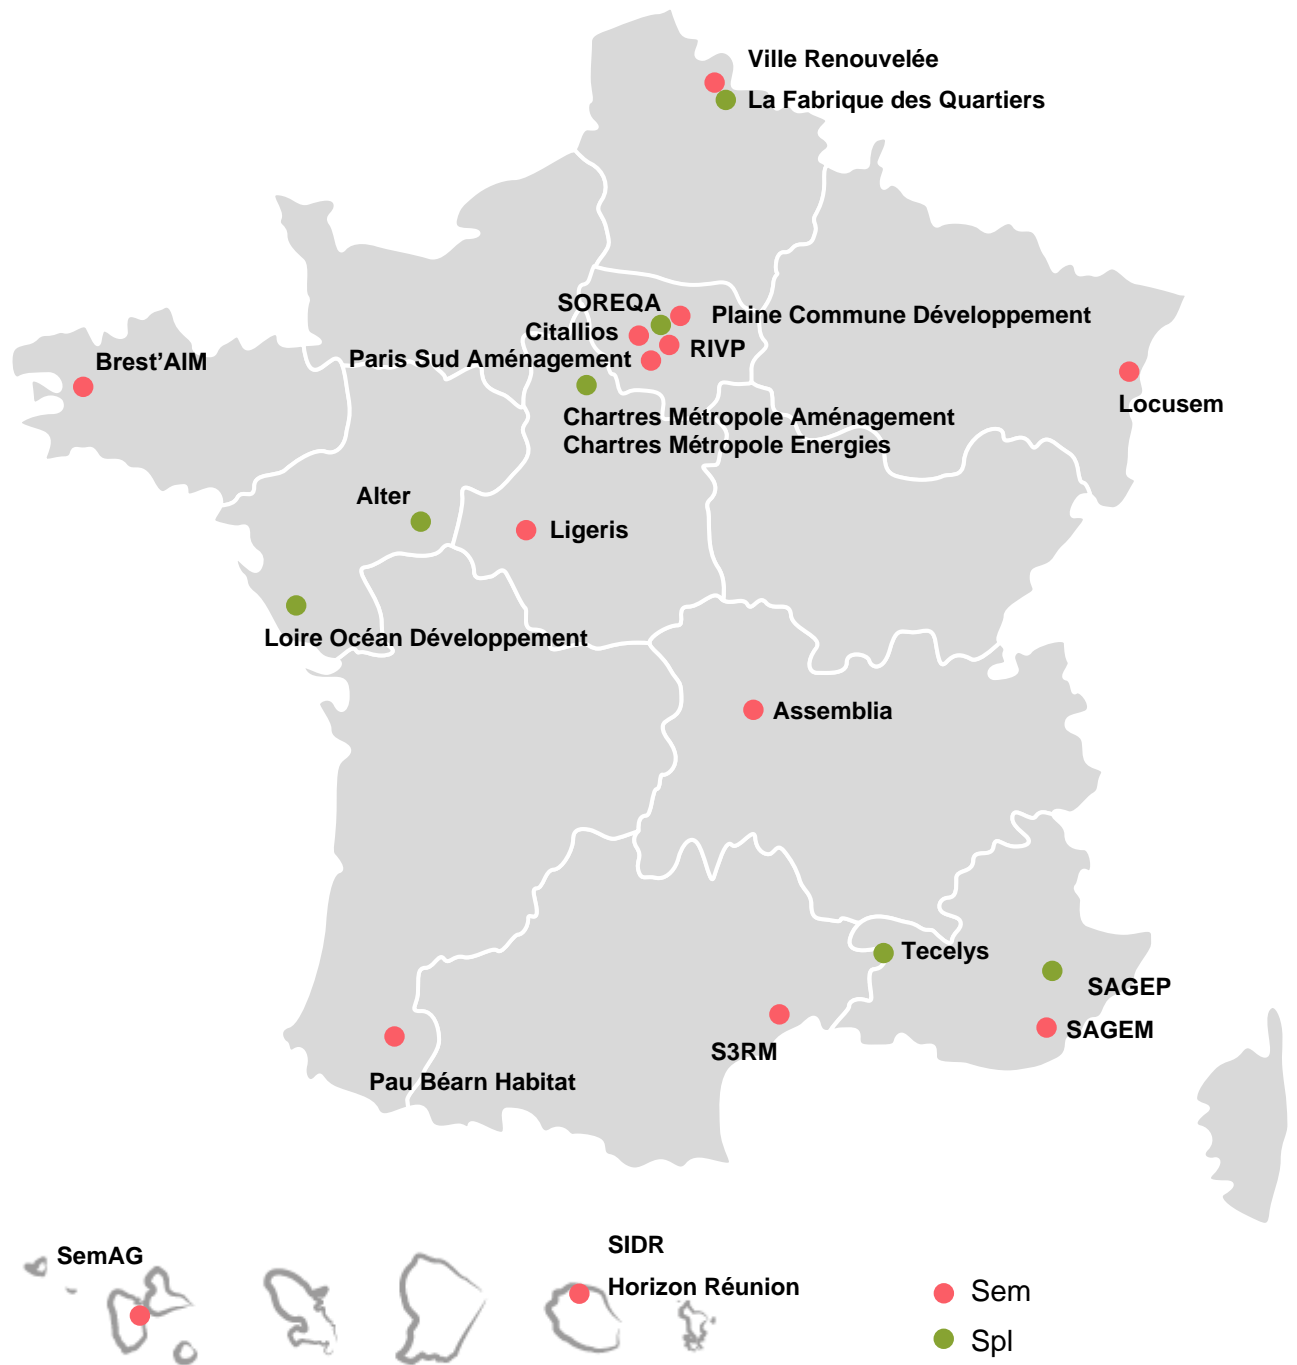 Ville Renouvelée
La Fabrique des Quartiers
SOREQA
Plaine Commune Développement
Citallios
RIVP
Paris Sud Aménagement
Brest’AIM
Locusem
Chartres Métropole Aménagement
Chartres Métropole Energies
Alter
Ligeris
Loire Océan Développement
Assemblia
Tecelys
SAGEP
SAGEM
S3RM
Pau Béarn Habitat
SemAG
SIDR
Horizon Réunion
Sem
Spl